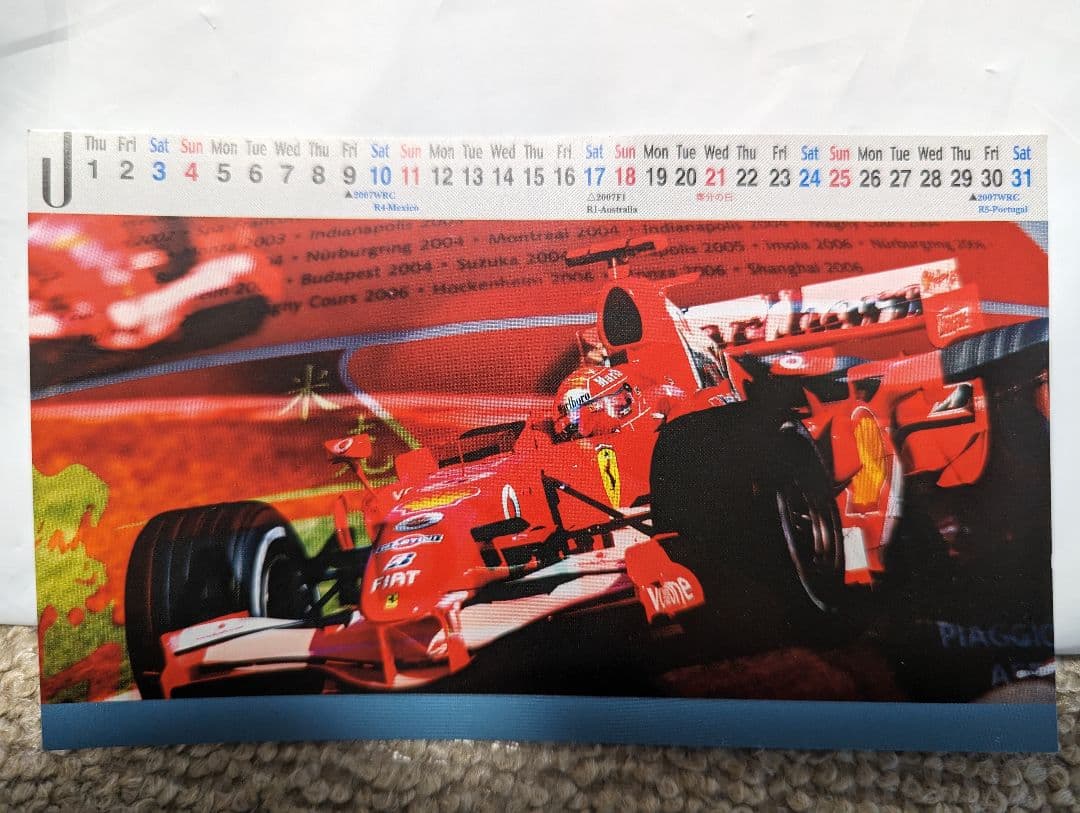 J
Thu Fri Sat Sun Mon Tue Wed Thu Fri Sat Sun Mon Tue Wed Thu Fri Sat Sun Mon Tue Wed Thu Fri Sat Sun Mon Tue Wed Thu Fri Sat
1 2 3 4 5 6 7 8 9 10 11 12 13 14 15 16 17 18 19 20 21 22 23 24 25 26 27 28 29 30 31
▲2007WRC △2007F1 春分の日 ▲2007WRC
R4-Mexico R1-Australia R5-Portugal
2003 • Indianapolis • Montreal 2004 • Indianapolis 2004
Nürburgring 2004 • 2005 • Imola 2006 • Nürburgring 2006
• Budapest 2004 • Suzuka 2004 2006 • Shanghai 2006
Cours 2006 • Hockenheim 2006
Marlboro
FIAT
Vodafone
PIAGGIO